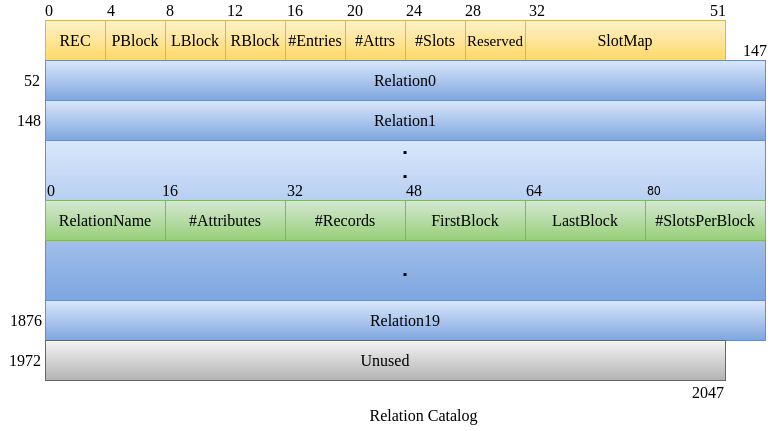 0 4 8 12 16 20 24 28 32 51
REC PBlock LBlock RBlock #Entries #Attrs #Slots Reserved SlotMap
147
52 Relation0
148 Relation1
0 16 32 48 64 80
RelationName #Attributes #Records FirstBlock LastBlock #SlotsPerBlock
1876 Relation19
1972 Unused
2047
Relation Catalog